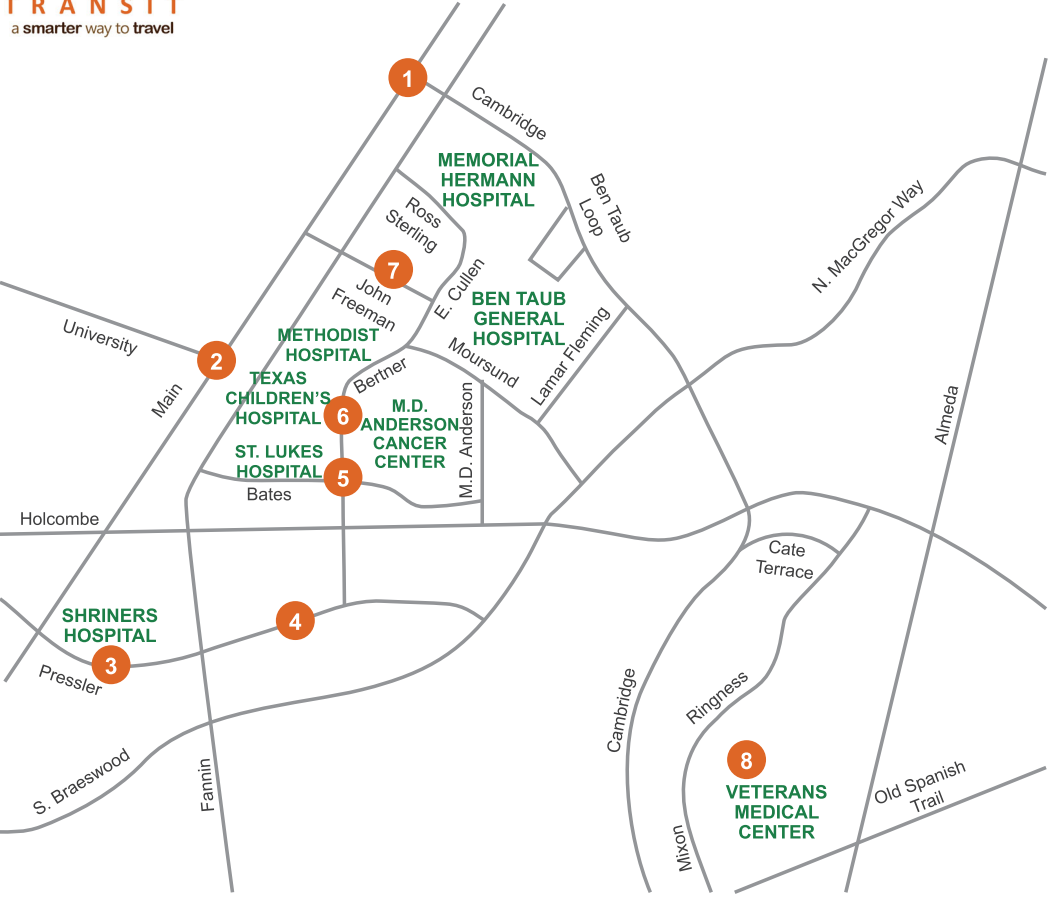 TRANSIT
a smarter way to travel
1
Cambridge
MEMORIAL
HERMANN
HOSPITAL
Ben Taub
Loop
Ross
Sterling
N. MacGregor Way
7
John
Freeman
E. Cullen
BEN TAUB
GENERAL
HOSPITAL
University
METHODIST
HOSPITAL
Moursund
Lamar Fleming
2
Main
TEXAS
CHILDREN'S
HOSPITAL
Bertner
6
M.D.
ANDERSON
CANCER
CENTER
M.D. Anderson
Almeda
ST. LUKES
HOSPITAL
5
Bates
Holcombe
Cate
Terrace
SHRINERS
HOSPITAL
4
3
Pressler
Cambridge
Ringness
S. Braeswood
Fannin
8
VETERANS
MEDICAL
CENTER
Old Spanish
Trail
Mixon